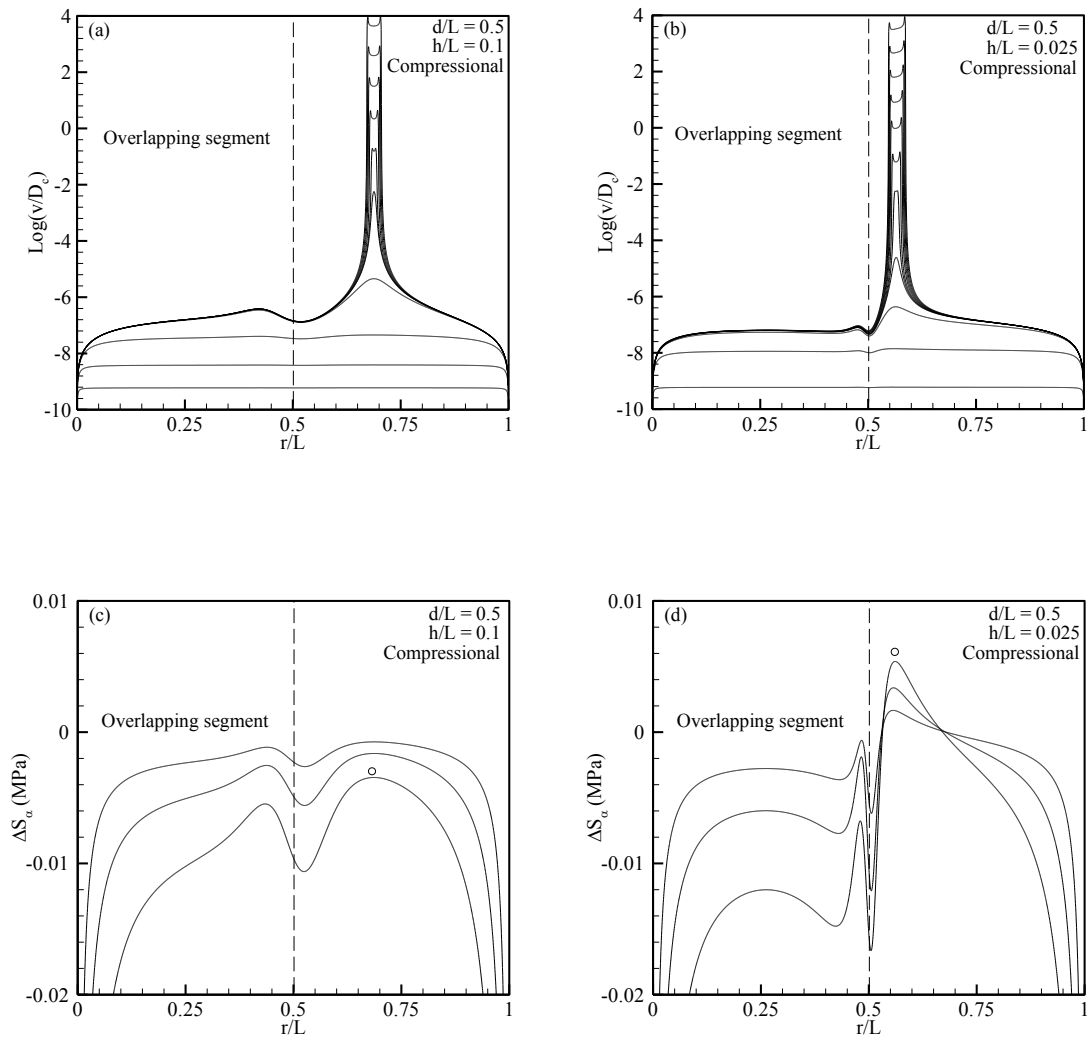 (a)
d/L = 0.5
h/L = 0.1
Compressional
Overlapping segment
4
2
0
-2
-4
-6
-8
-10
Log(v/D_c)
0
0.25
0.5
0.75
1
r/L
(b)
d/L = 0.5
h/L = 0.025
Compressional
Overlapping segment
4
2
0
-2
-4
-6
-8
-10
Log(v/D_c)
0
0.25
0.5
0.75
1
r/L
(c)
d/L = 0.5
h/L = 0.1
Compressional
Overlapping segment
0.01
0
-0.01
-0.02
ΔS_α (MPa)
0
0.25
0.5
0.75
1
r/L
(d)
d/L = 0.5
h/L = 0.025
Compressional
Overlapping segment
0.01
0
-0.01
-0.02
ΔS_α (MPa)
0
0.25
0.5
0.75
1
r/L